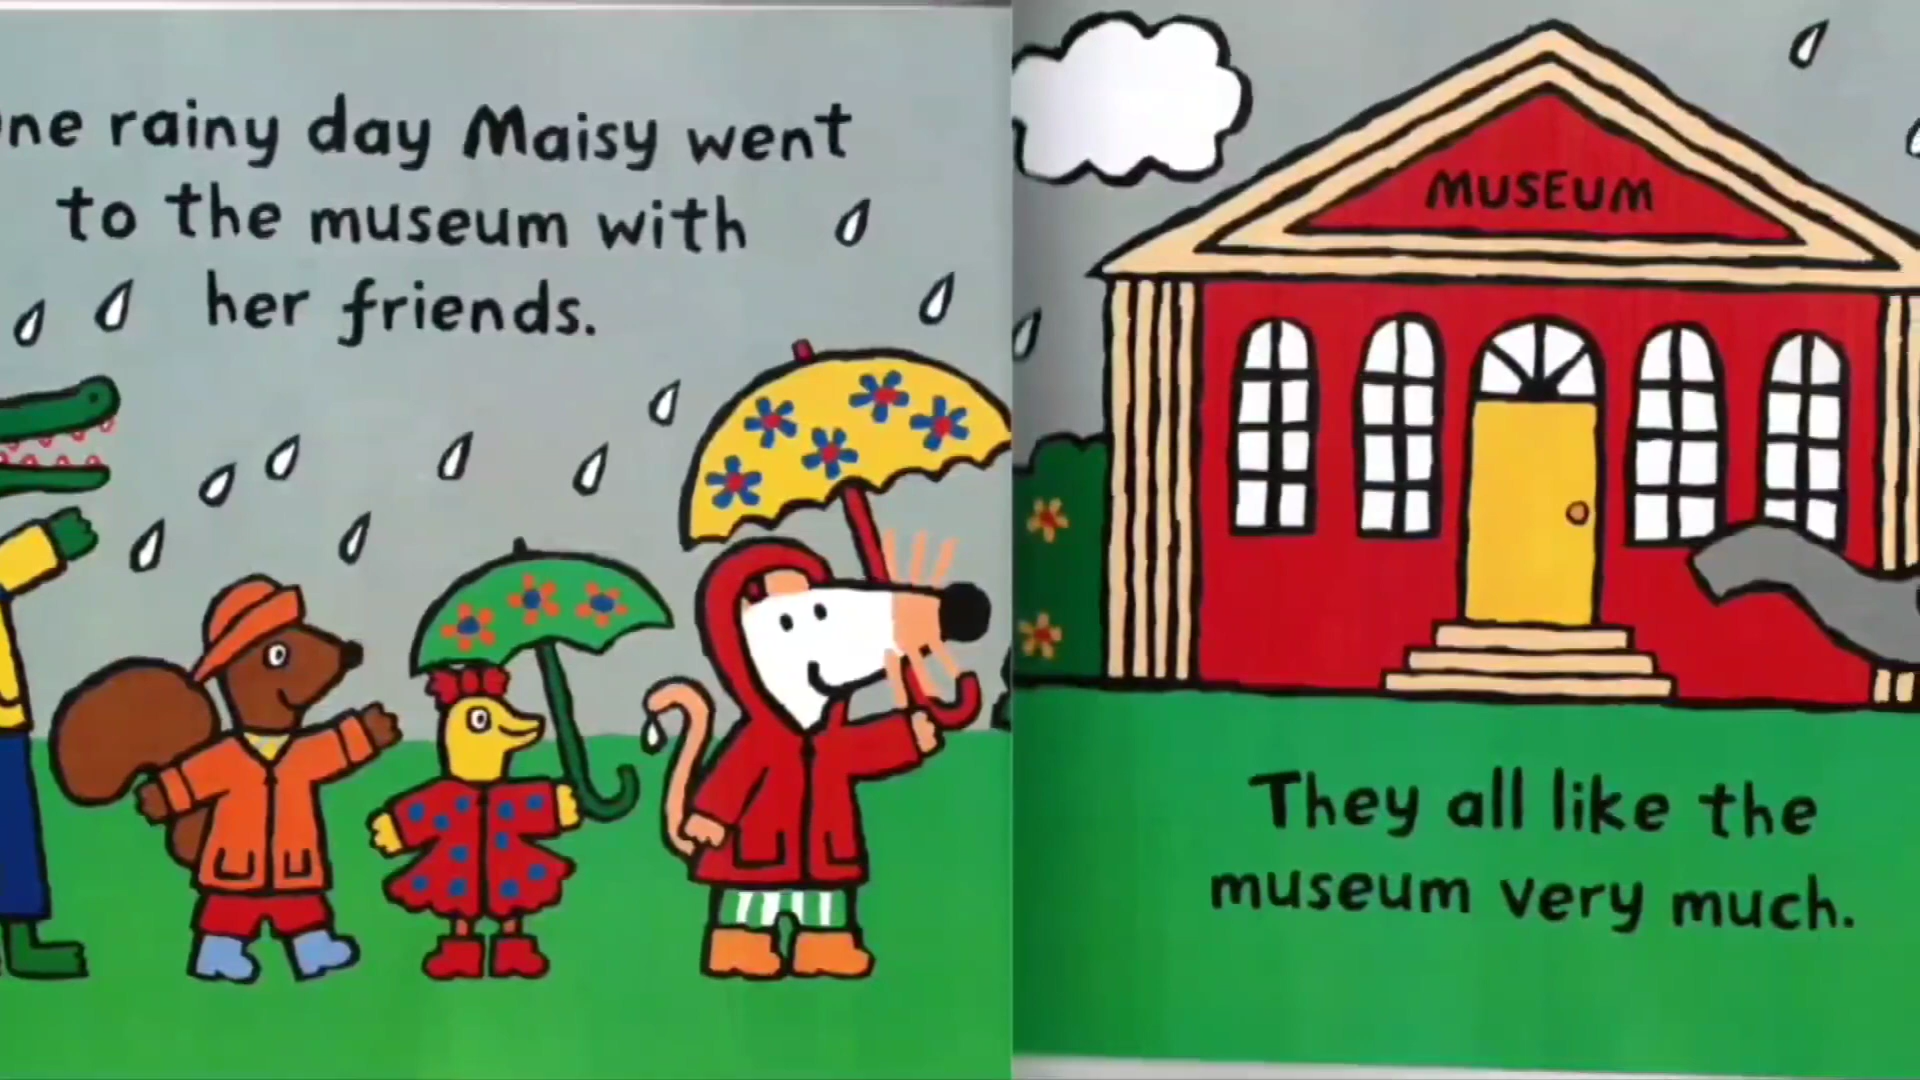 ne rainy day Maisy went
to the museum with
her friends.
MUSEUM
They all like the
museum very much.